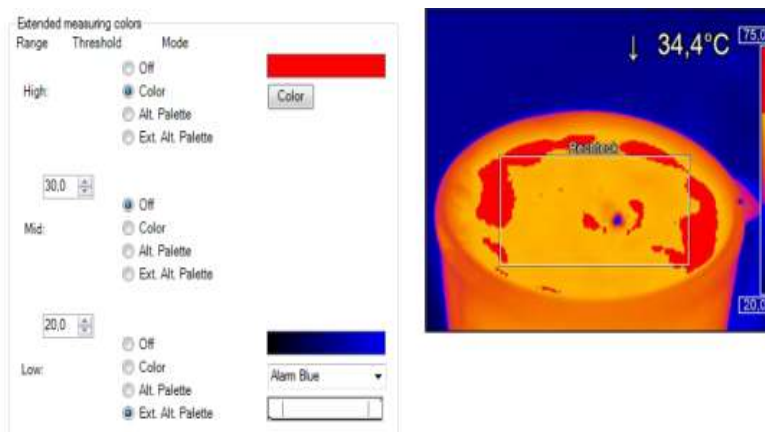 Extended measuring colors
Range Threshold Mode
Off
High: Color Color
Alt. Palette
Ext. Alt. Palette
30,0
Off
Mid: Color
Alt. Palette
Ext. Alt. Palette
20,0
Off
Low: Color Alarm Blue
Alt. Palette
Ext. Alt. Palette
↓ 34,4°C
75,0
20,0